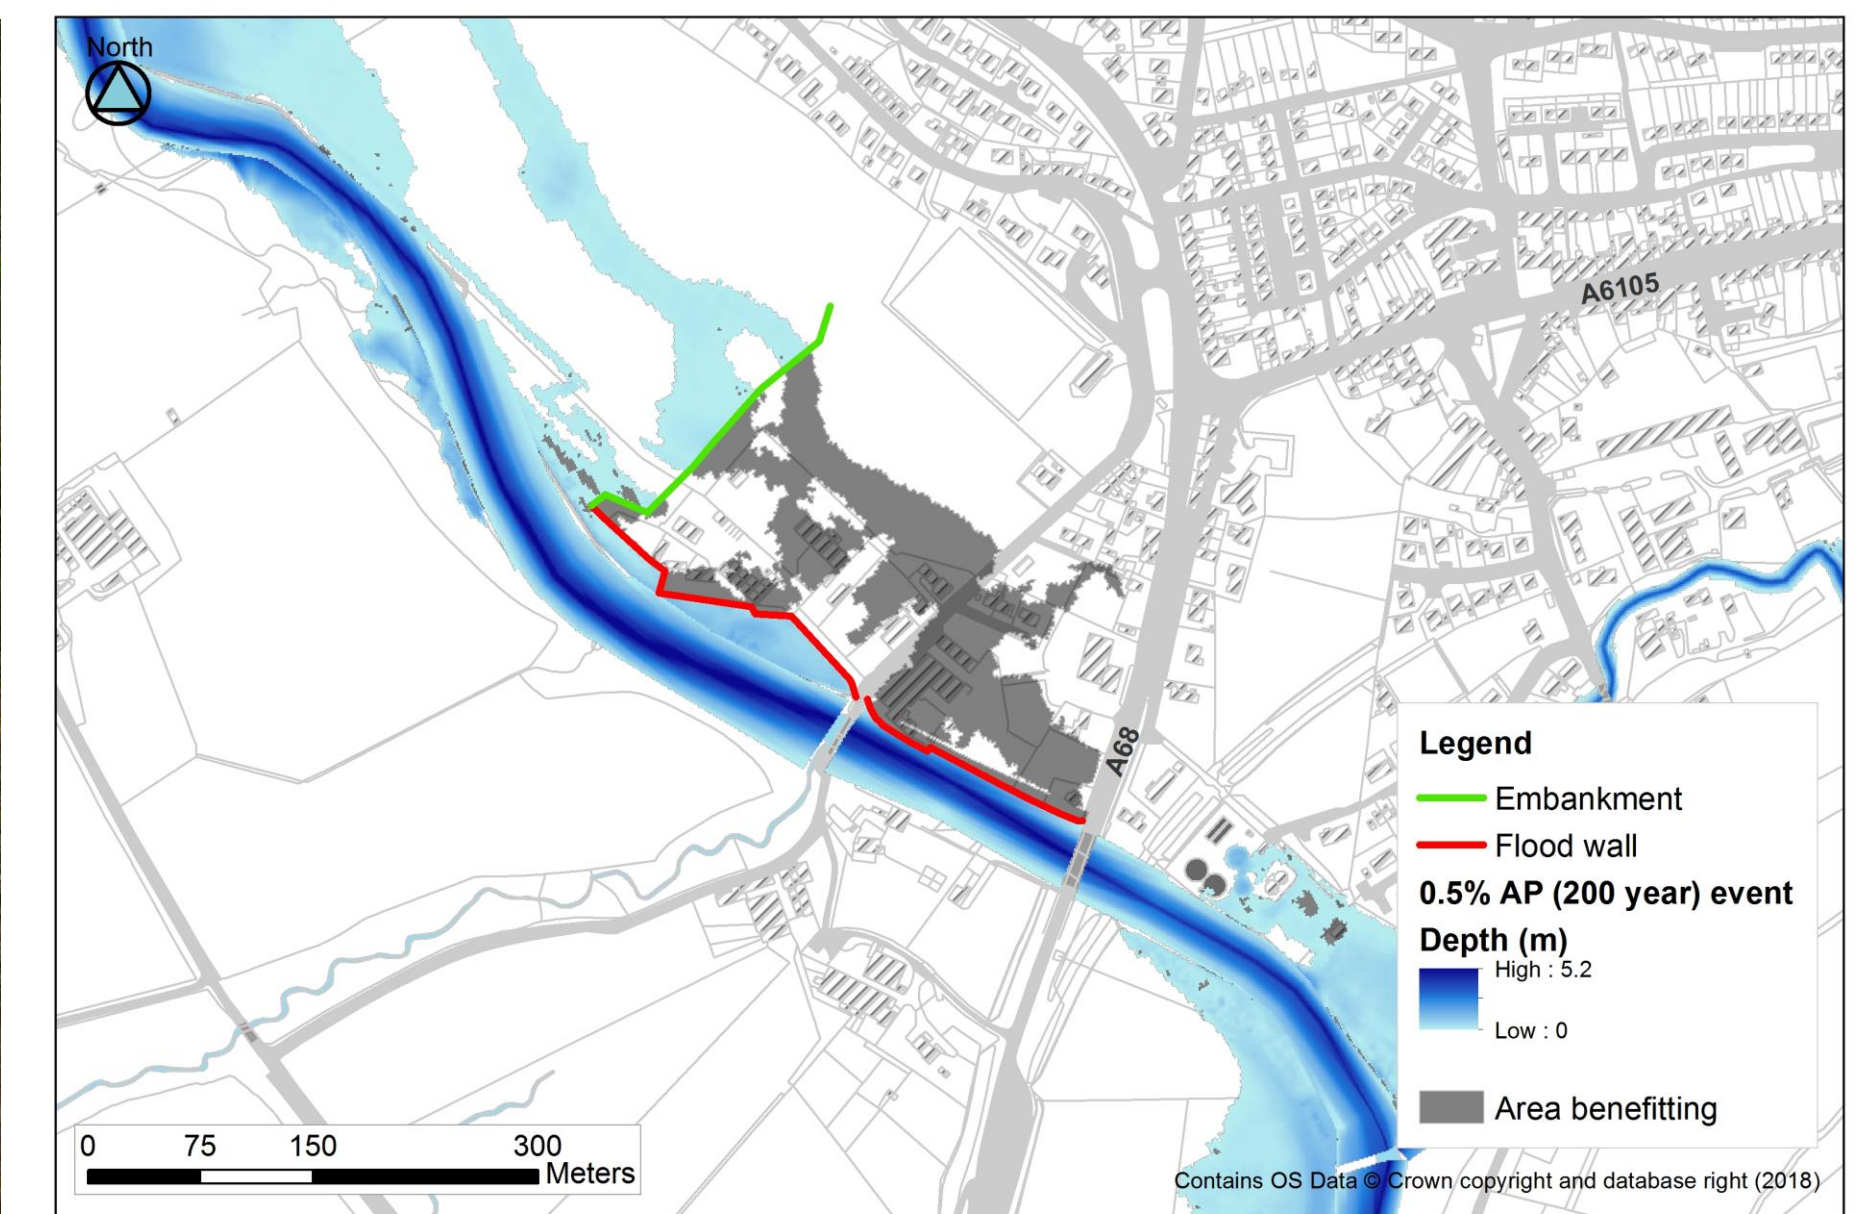 North
A6105
A68
Legend
Embankment
Flood wall
0.5% AP (200 year) event
Depth (m)
High : 5.2
Low : 0
Area benefitting
0 75 150 300
Meters
Contains OS Data © Crown copyright and database right (2018)